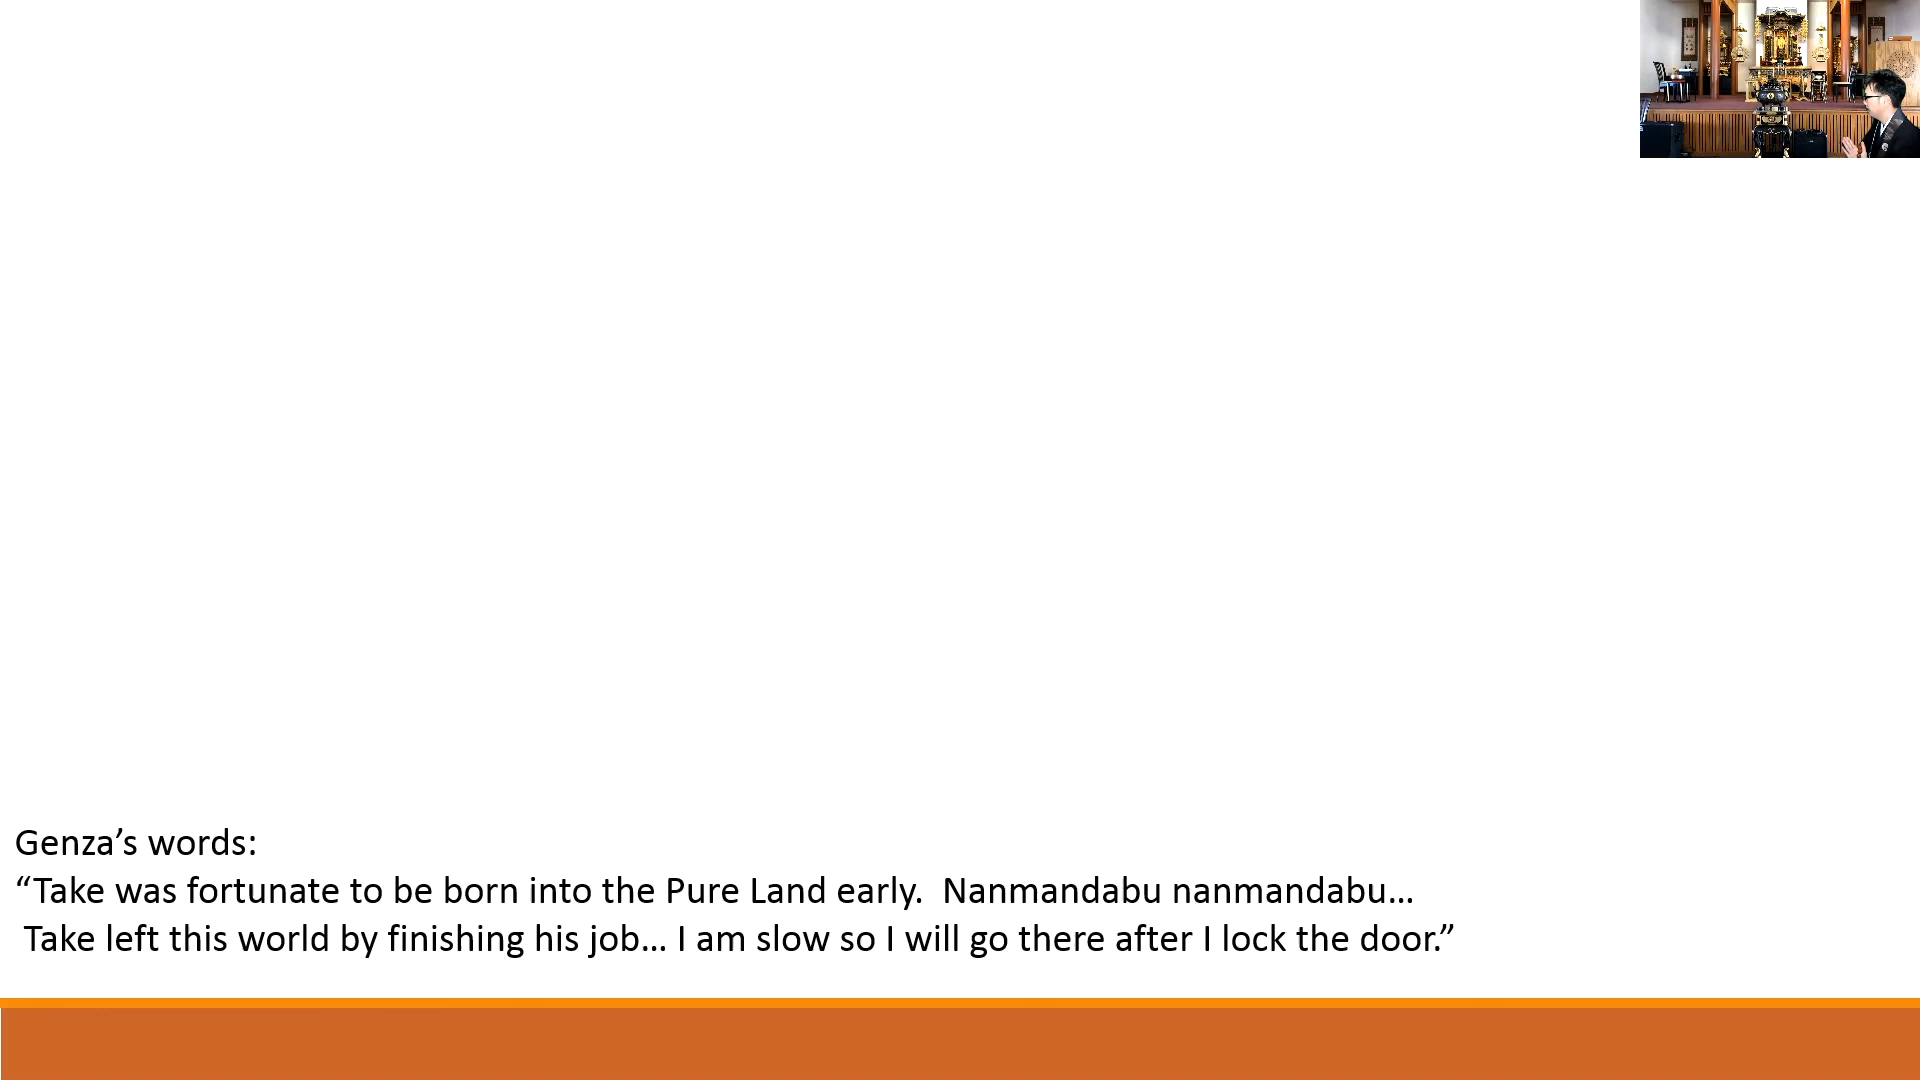 Genza’s words:
“Take was fortunate to be born into the Pure Land early.  Nanmandabu nanmandabu…
Take left this world by finishing his job… I am slow so I will go there after I lock the door.”